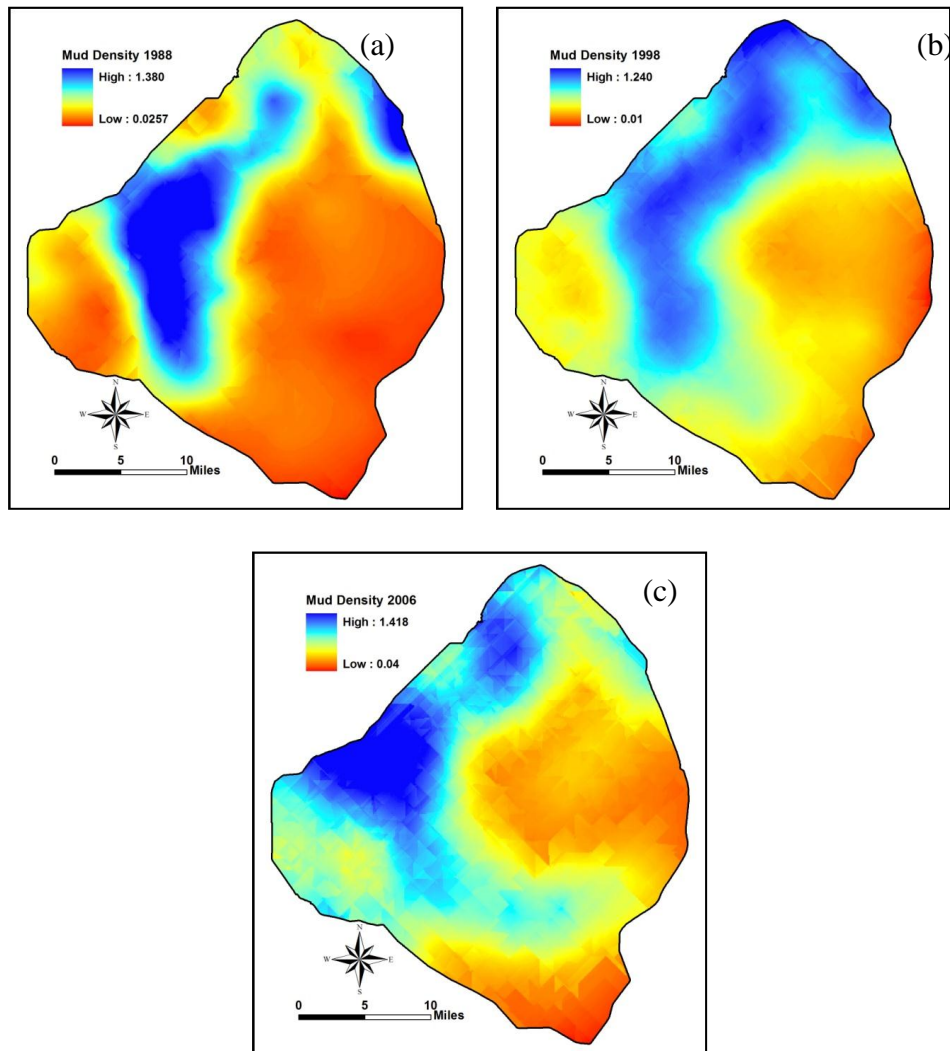 (a)
Mud Density 1988
High : 1.380
Low : 0.0257
N
W E
S
0 5 10
Miles
(b)
Mud Density 1998
High : 1.240
Low : 0.01
N
W E
S
0 5 10
Miles
(c)
Mud Density 2006
High : 1.418
Low : 0.04
N
W E
S
0 5 10
Miles